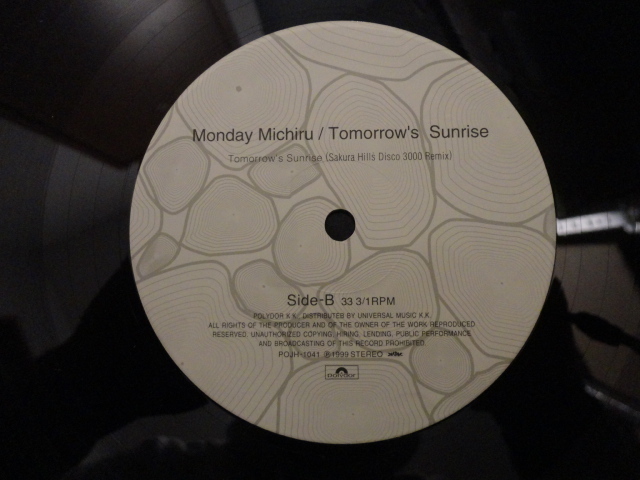 Monday Michiru / Tomorrow's Sunrise
Tomorrow's Sunrise (Sakura Hills Disco 3000 Remix)
Side-B 33 3/1RPM
POLYDOR K.K., DISTRIBUTED BY UNIVERSAL MUSIC K.K.
ALL RIGHTS OF THE PRODUCER AND OF THE OWNER OF THE WORK REPRODUCED
RESERVED. UNAUTHORIZED COPYING, HIRING, LENDING, PUBLIC PERFORMANCE
AND BROADCASTING OF THIS RECORD PROHIBITED.
POJH-1041 ℗1999 STEREO
polydor